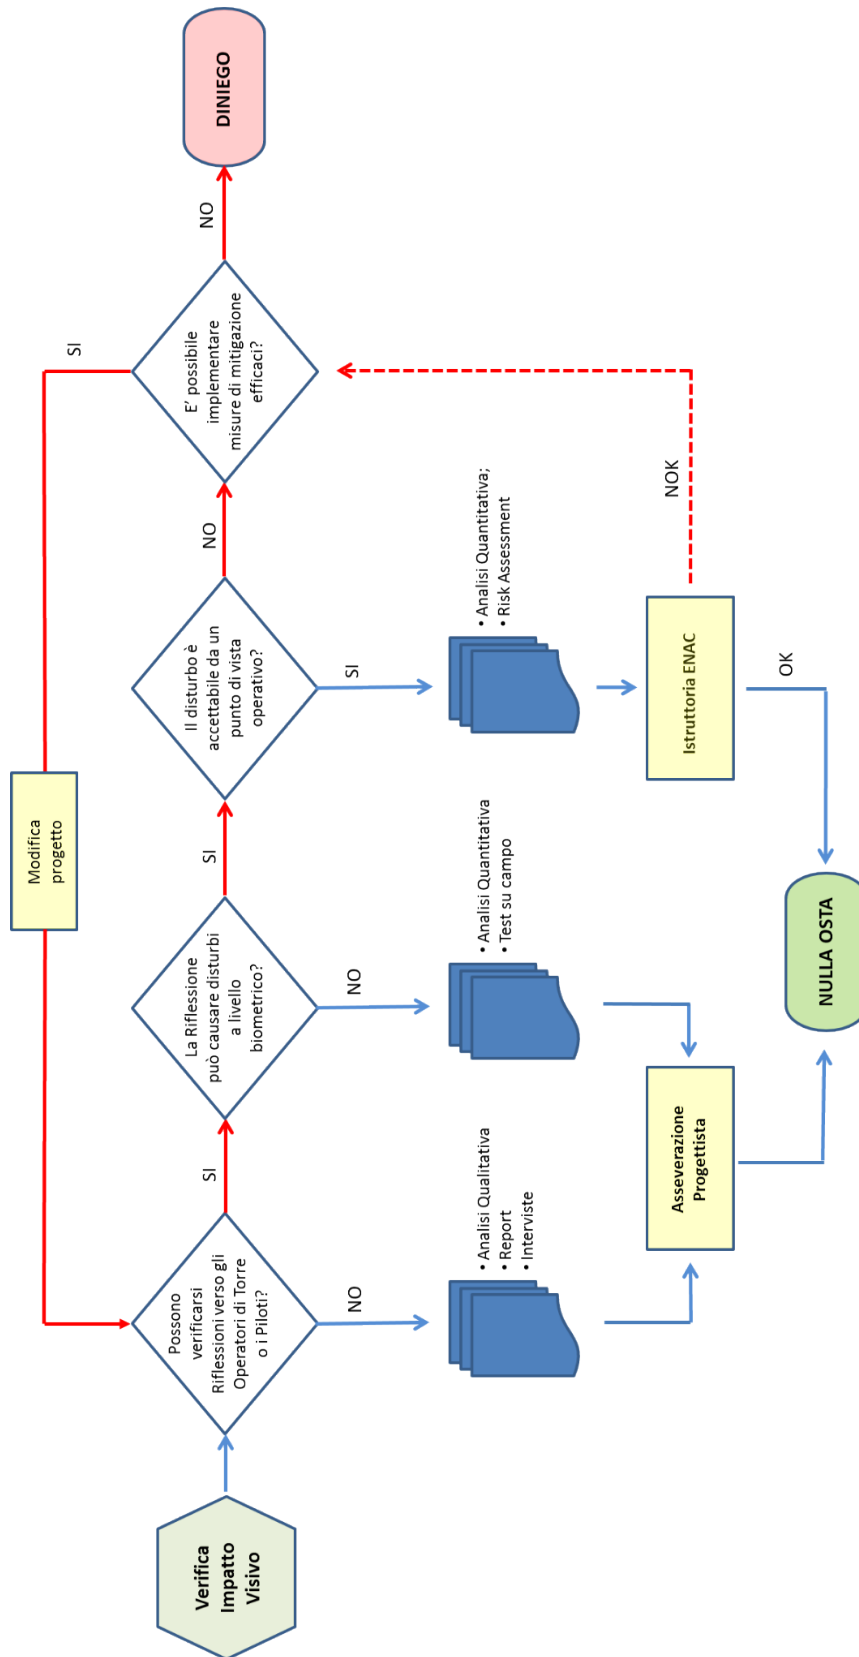 Verifica
Impatto
Visivo
Possono
verificarsi
Riflessioni verso gli
Operatori di Torre
o i Piloti?
SI
NO
• Analisi Qualitativa
• Report
• Interviste
La Riflessione
può causare disturbi
a livello
biometrico?
SI
NO
• Analisi Quantitativa
• Test su campo
Asseverazione
Progettista
Il disturbo è
accettabile da un
punto di vista
operativo?
NO
SI
• Analisi Quantitativa;
• Risk Assessment
Istruttoria ENAC
NOK
OK
NULLA OSTA
E' possibile
implementare
misure di mitigazione
efficaci?
SI
NO
Modifica
progetto
DINIEGO